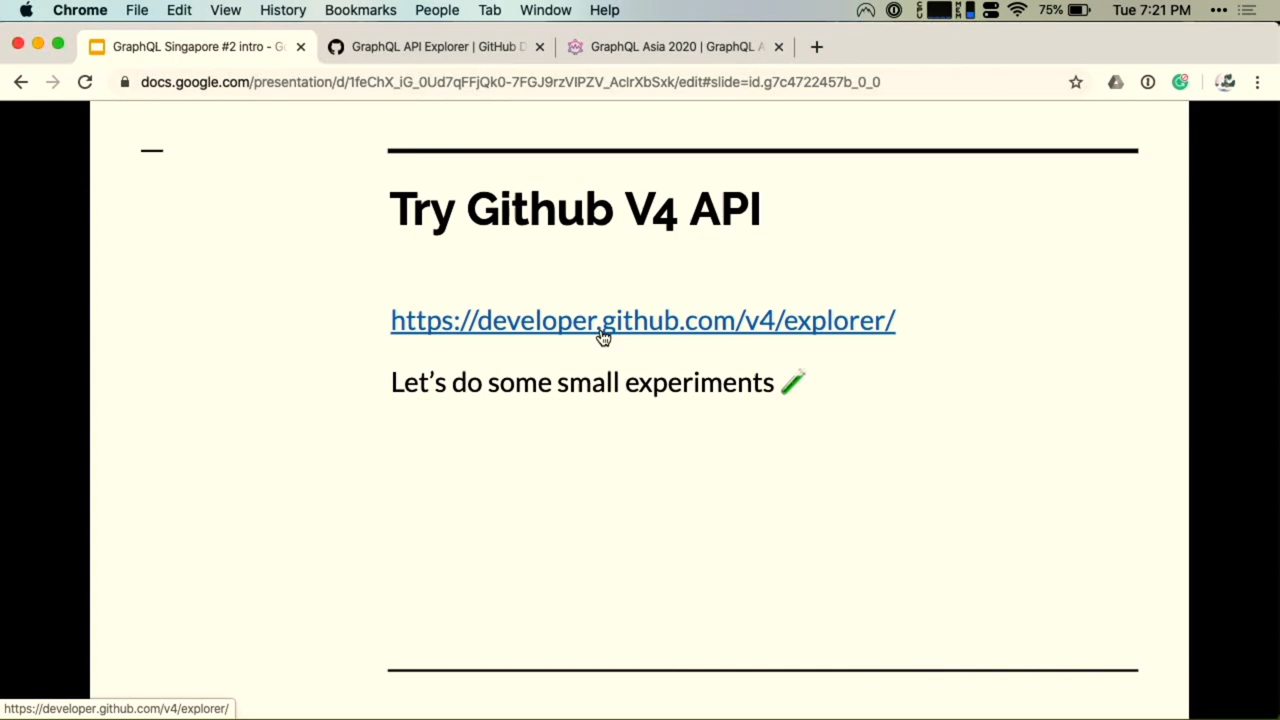 Chrome File Edit View History Bookmarks People Tab Window Help 75% Tue 7:21 PM
GraphQL Singapore #2 intro - Go GraphQL API Explorer | GitHub D GraphQL Asia 2020 | GraphQL A
docs.google.com/presentation/d/1feChX_iG_0Ud7qFFjQk0-7FGJ9rzVIPZV_AcIrXbSxk/edit#slide=id.g7c4722457b_0_0
Try Github V4 API
https://developer.github.com/v4/explorer/
Let’s do some small experiments 🧪
https://developer.github.com/v4/explorer/